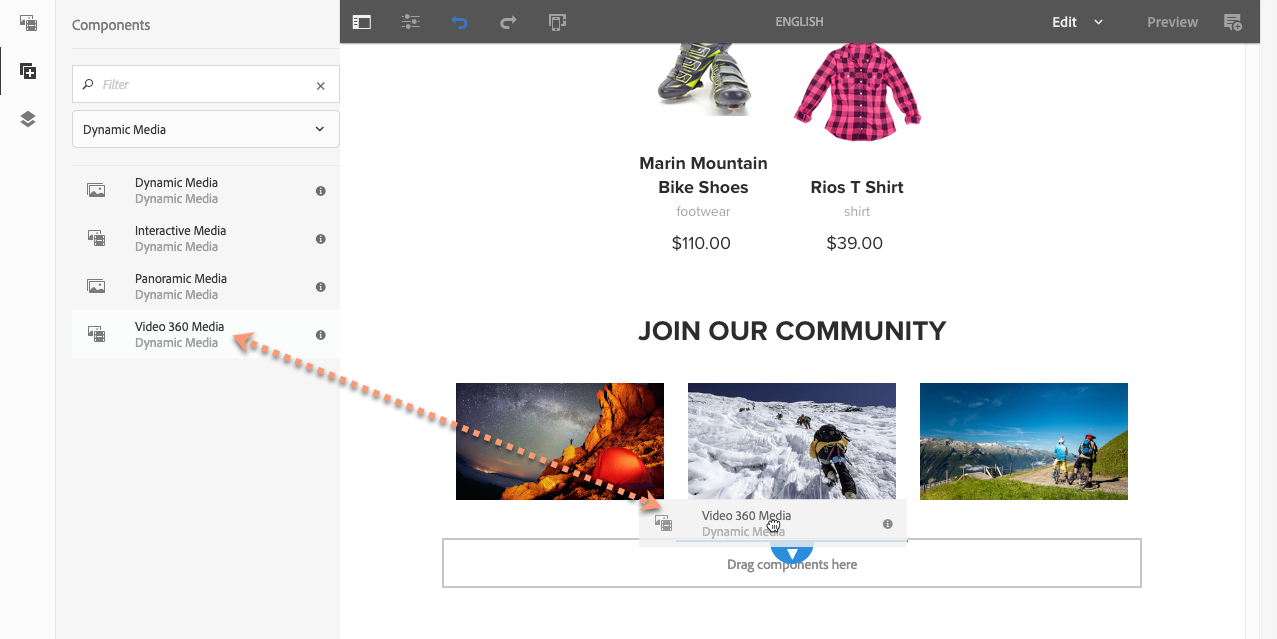 Components
Filter
Dynamic Media
Dynamic Media
Dynamic Media
Interactive Media
Dynamic Media
Panoramic Media
Dynamic Media
Video 360 Media
Dynamic Media
ENGLISH
Edit
Preview
Marin Mountain
Bike Shoes
footwear
$110.00
Rios T Shirt
shirt
$39.00
JOIN OUR COMMUNITY
Video 360 Media
Dynamic Media
Drag components here